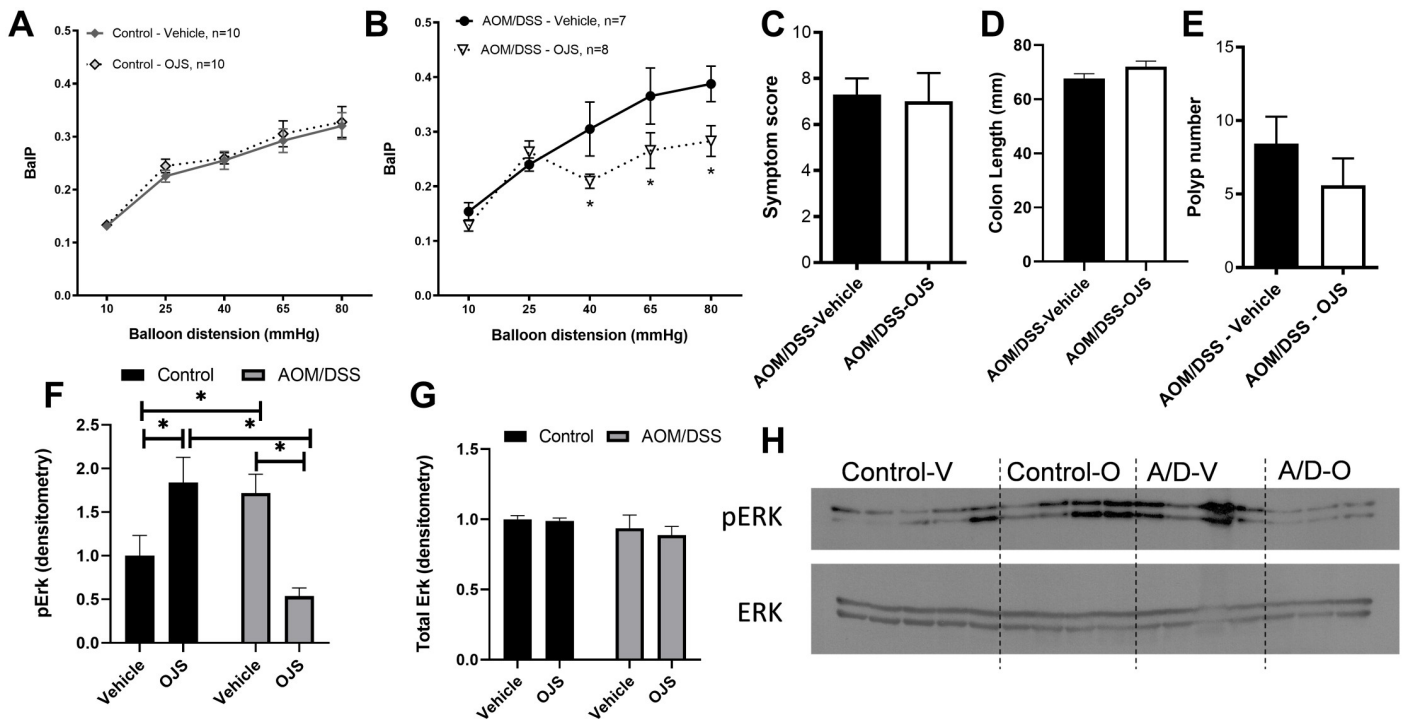 A
Control - Vehicle, n=10
Control - OJS, n=10
BalP
0.5
0.4
0.3
0.2
0.1
0.0
10 25 40 65 80
Balloon distension (mmHg)
B
AOM/DSS - Vehicle, n=7
AOM/DSS - OJS, n=8
BalP
0.5
0.4
0.3
0.2
0.1
0.0
* * *
10 25 40 65 80
Balloon distension (mmHg)
C
Symptom score
10
8
6
4
2
0
AOM/DSS-Vehicle
AOM/DSS-OJS
D
Colon Length (mm)
80
60
40
20
0
AOM/DSS-Vehicle
AOM/DSS-OJS
E
Polyp number
15
10
5
0
AOM/DSS - Vehicle
AOM/DSS - OJS
F
Control AOM/DSS
pErk (densitometry)
2.5
2.0
1.5
1.0
0.5
0.0
*
* *
*
Vehicle
OJS
Vehicle
OJS
G
Control AOM/DSS
Total Erk (densitometry)
1.5
1.0
0.5
0.0
Vehicle
OJS
Vehicle
OJS
H
Control-V Control-O A/D-V A/D-O
pERK
ERK